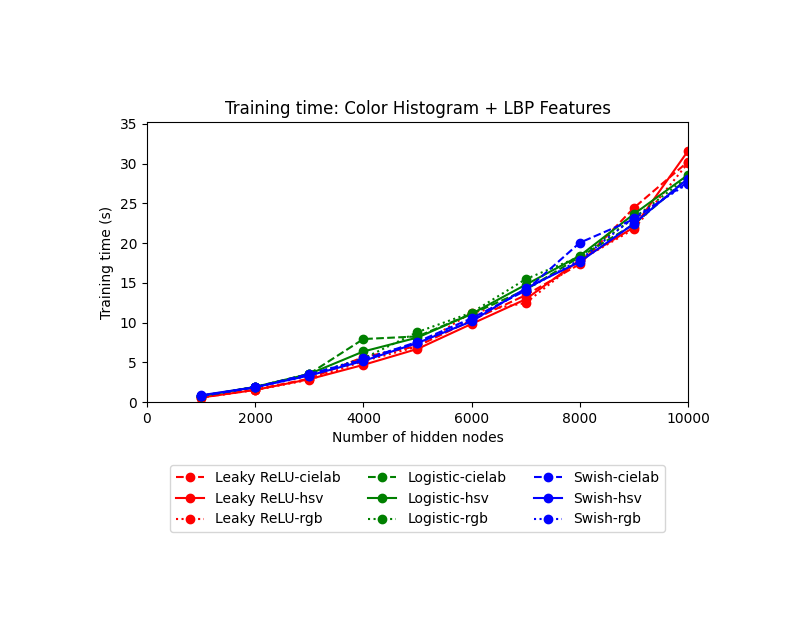 Training time: Color Histogram + LBP Features
35
30
25
20
15
10
5
0
Training time (s)
0 2000 4000 6000 8000 10000
Number of hidden nodes
Leaky ReLU-cielab Logistic-cielab Swish-cielab
Leaky ReLU-hsv Logistic-hsv Swish-hsv
Leaky ReLU-rgb Logistic-rgb Swish-rgb